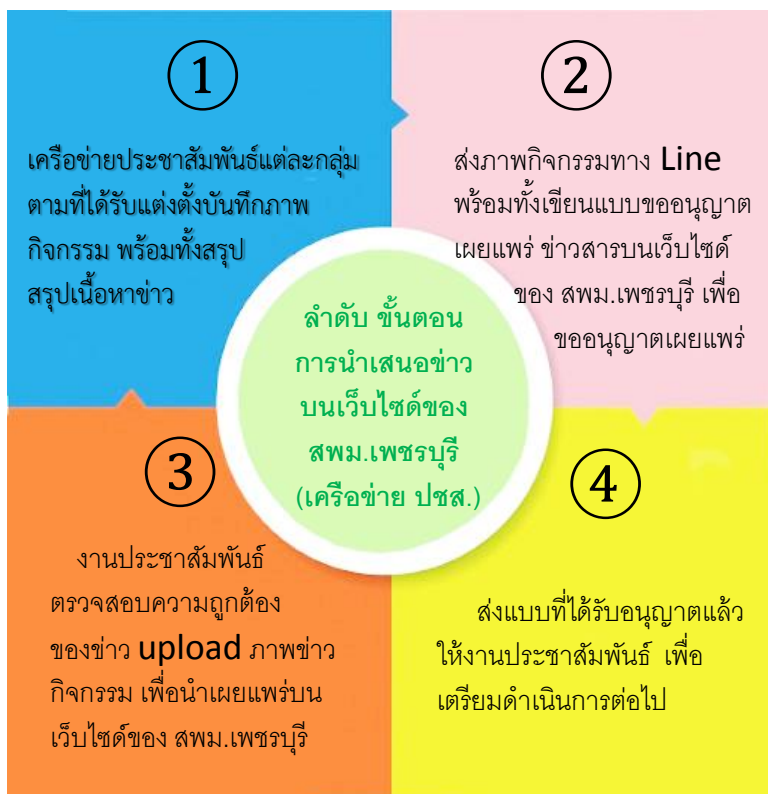 ①
เครือข่ายประชาสัมพันธ์แต่ละกลุ่ม
ตามที่ได้รับแต่งตั้งบันทึกภาพ
กิจกรรม พร้อมทั้งสรุป
สรุปเนื้อหาข่าว
②
ส่งภาพกิจกรรมทาง Line
พร้อมทั้งเขียนแบบขออนุญาต
เผยแพร่ ข่าวสารบนเว็บไซด์
ของ สพม.เพชรบุรี เพื่อ
ขออนุญาตเผยแพร่
ลำดับ ขั้นตอน
การนำเสนอข่าว
บนเว็บไซด์ของ
สพม.เพชรบุรี
(เครือข่าย ปชส.)
③
งานประชาสัมพันธ์
ตรวจสอบความถูกต้อง
ของข่าว upload ภาพข่าว
กิจกรรม เพื่อนำเผยแพร่บน
เว็บไซด์ของ สพม.เพชรบุรี
④
ส่งแบบที่ได้รับอนุญาตแล้ว
ให้งานประชาสัมพันธ์ เพื่อ
เตรียมดำเนินการต่อไป